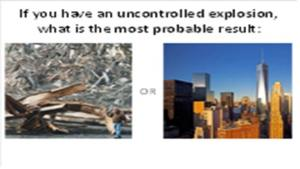 If you have an uncontrolled explosion,
what is the most probable result:
OR